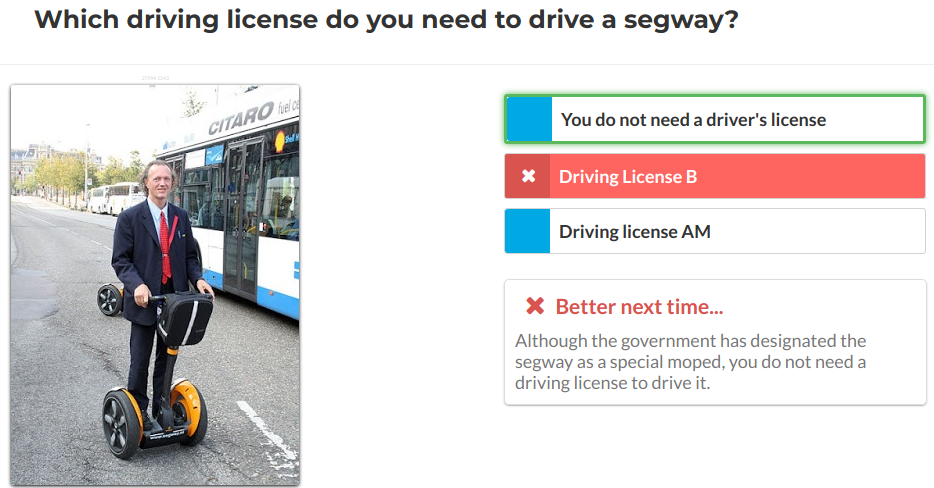 Which driving license do you need to drive a segway?
CITARO fuel ce
Shell
You do not need a driver's license
Driving License B
Driving license AM
Better next time...
Although the government has designated the
segway as a special moped, you do not need a
driving license to drive it.